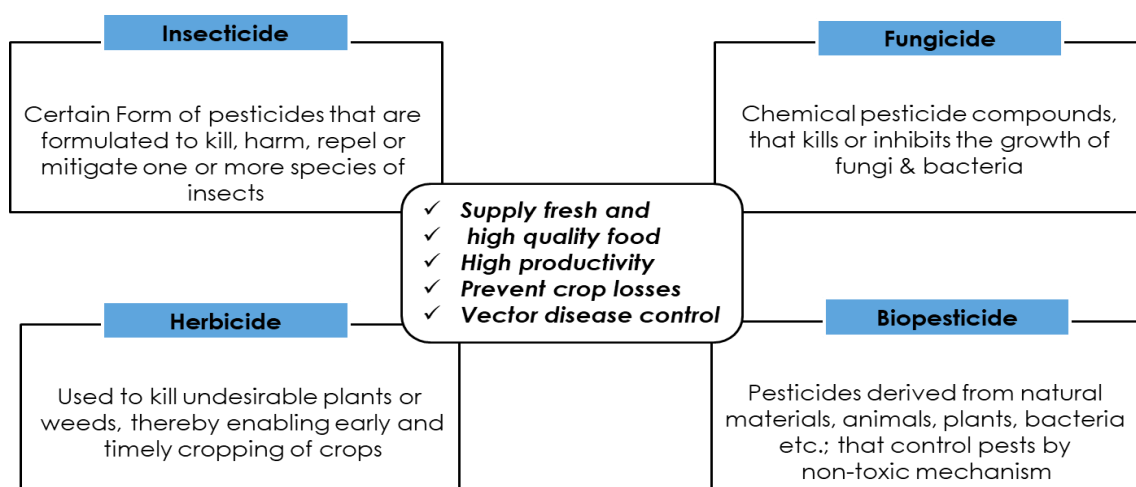 Insecticide
Certain Form of pesticides that are
formulated to kill, harm, repel or
mitigate one or more species of
insects
Fungicide
Chemical pesticide compounds,
that kills or inhibits the growth of
fungi & bacteria
✓ Supply fresh and
✓ high quality food
✓ High productivity
✓ Prevent crop losses
✓ Vector disease control
Herbicide
Used to kill undesirable plants or
weeds, thereby enabling early and
timely cropping of crops
Biopesticide
Pesticides derived from natural
materials, animals, plants, bacteria
etc.; that control pests by
non-toxic mechanism